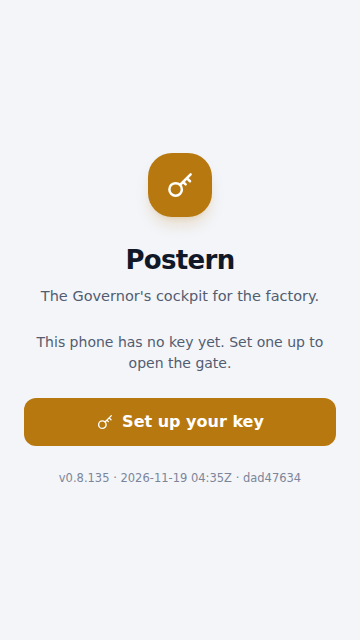 Postern
The Governor's cockpit for the factory.
This phone has no key yet. Set one up to
open the gate.
Set up your key
v0.8.135 · 2026-11-19 04:35Z · dad47634